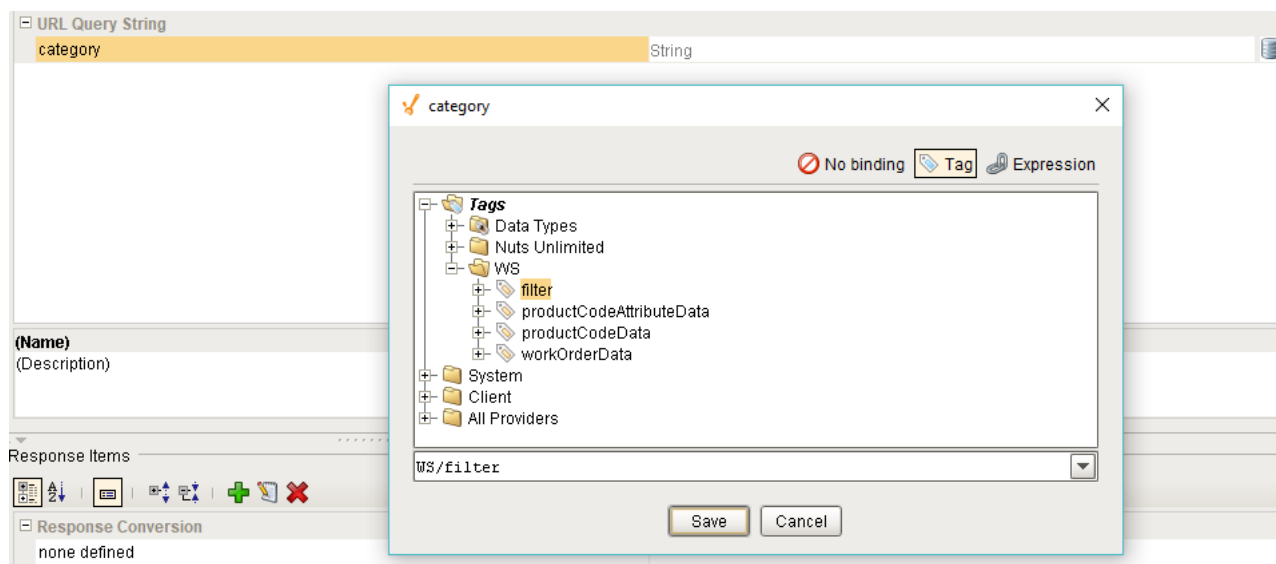 URL Query String
category String
category
No binding Tag Expression
Tags
Data Types
Nuts Unlimited
WS
filter
productCodeAttributeData
productCodeData
workOrderData
System
Client
All Providers
WS/filter
Save Cancel
(Name)
(Description)
Response Items
Response Conversion
none defined